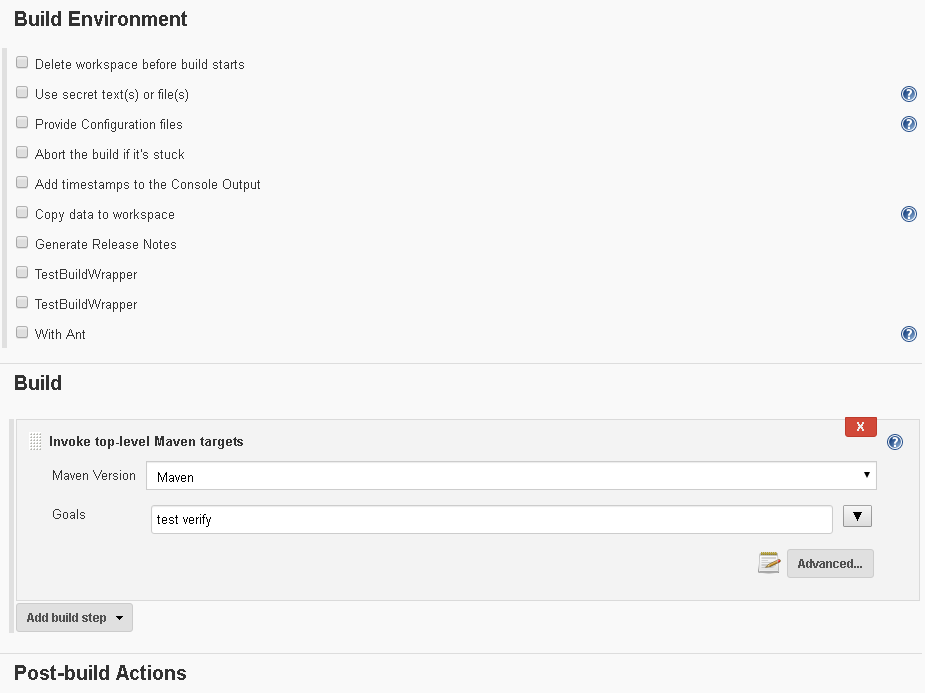 Build Environment
Delete workspace before build starts
Use secret text(s) or file(s)
Provide Configuration files
Abort the build if it's stuck
Add timestamps to the Console Output
Copy data to workspace
Generate Release Notes
TestBuildWrapper
TestBuildWrapper
With Ant
Build
X
Invoke top-level Maven targets
Maven Version Maven
Goals test verify
Advanced...
Add build step
Post-build Actions